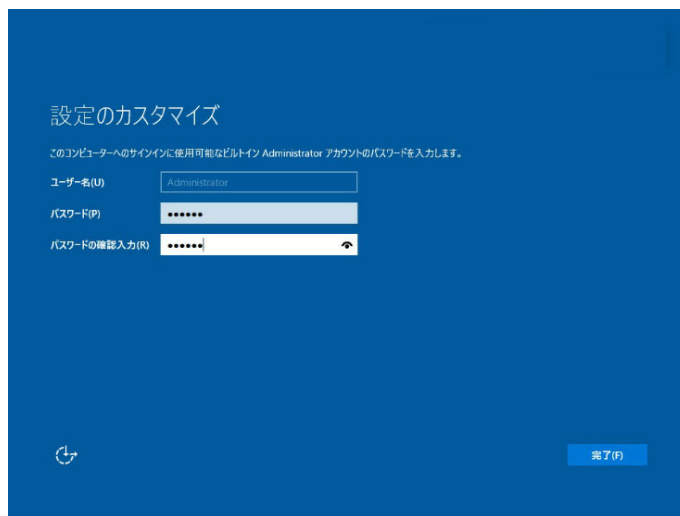 設定のカスタマイズ
このコンピューターへのサインインに使用可能なビルトイン Administrator アカウントのパスワードを入力します。
ユーザー名(U)
Administrator
パスワード(P)
●●●●●●
パスワードの確認入力(R)
●●●●●●
完了(F)